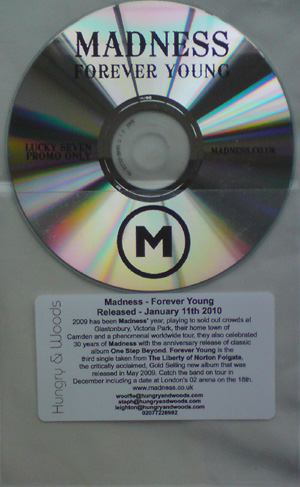 MADNESS
FOREVER YOUNG
LUCKY SEVEN
PROMO ONLY
MADNESS.CO.UK
M
Hungry & Woods
Madness - Forever Young
Released - January 11th 2010
2009 has been Madness' year, playing to sold out crowds at
Glastonbury, Victoria Park, their home town of
Camden and a phenomenal worldwide tour, they also celebrated
30 years of Madness with the anniversary release of classic
album One Step Beyond. Forever Young is the
third single taken from The Liberty of Norton Folgate,
the critically acclaimed, Gold Selling new album that was
released in May 2009. Catch the band on tour in
December including a date at London's 02 arena on the 18th.
www.madness.co.uk
woutfie@hungryandwoods.com
steph@hungryandwoods.com
leighton@hungryandwoods.com